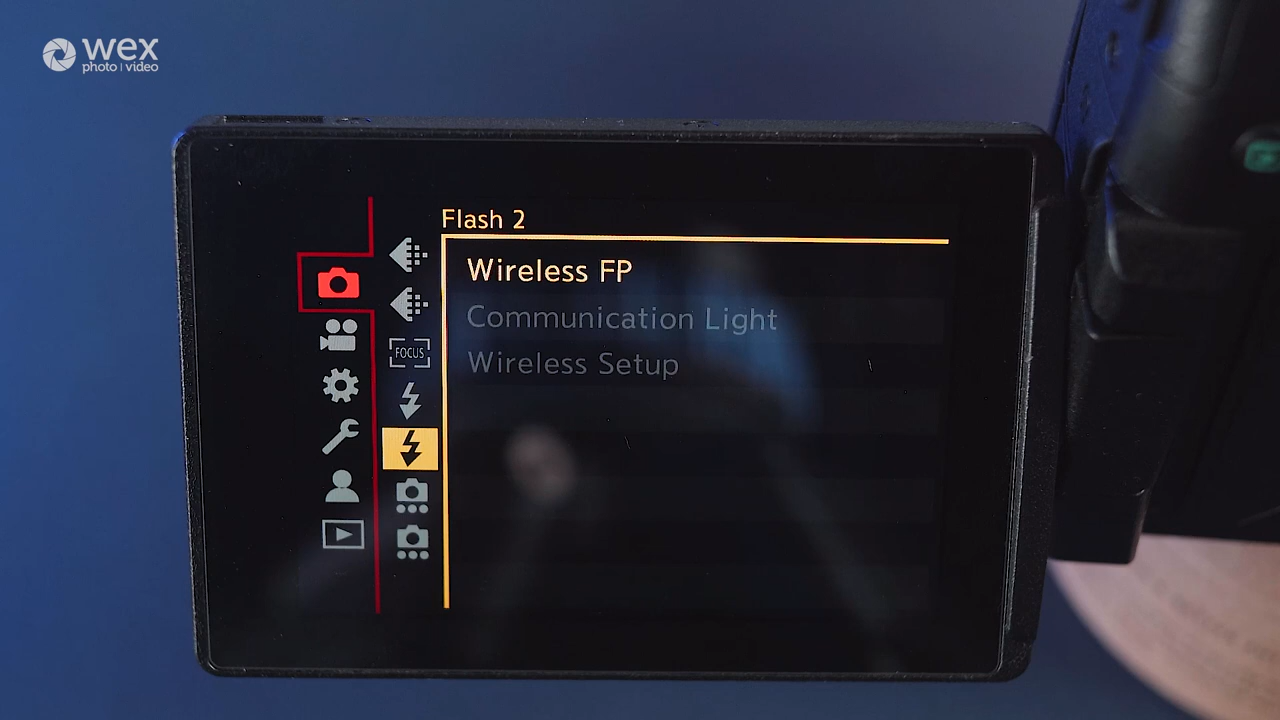 wex
photo | video
Flash 2
Wireless FP
Communication Light
FOCUS
Wireless Setup